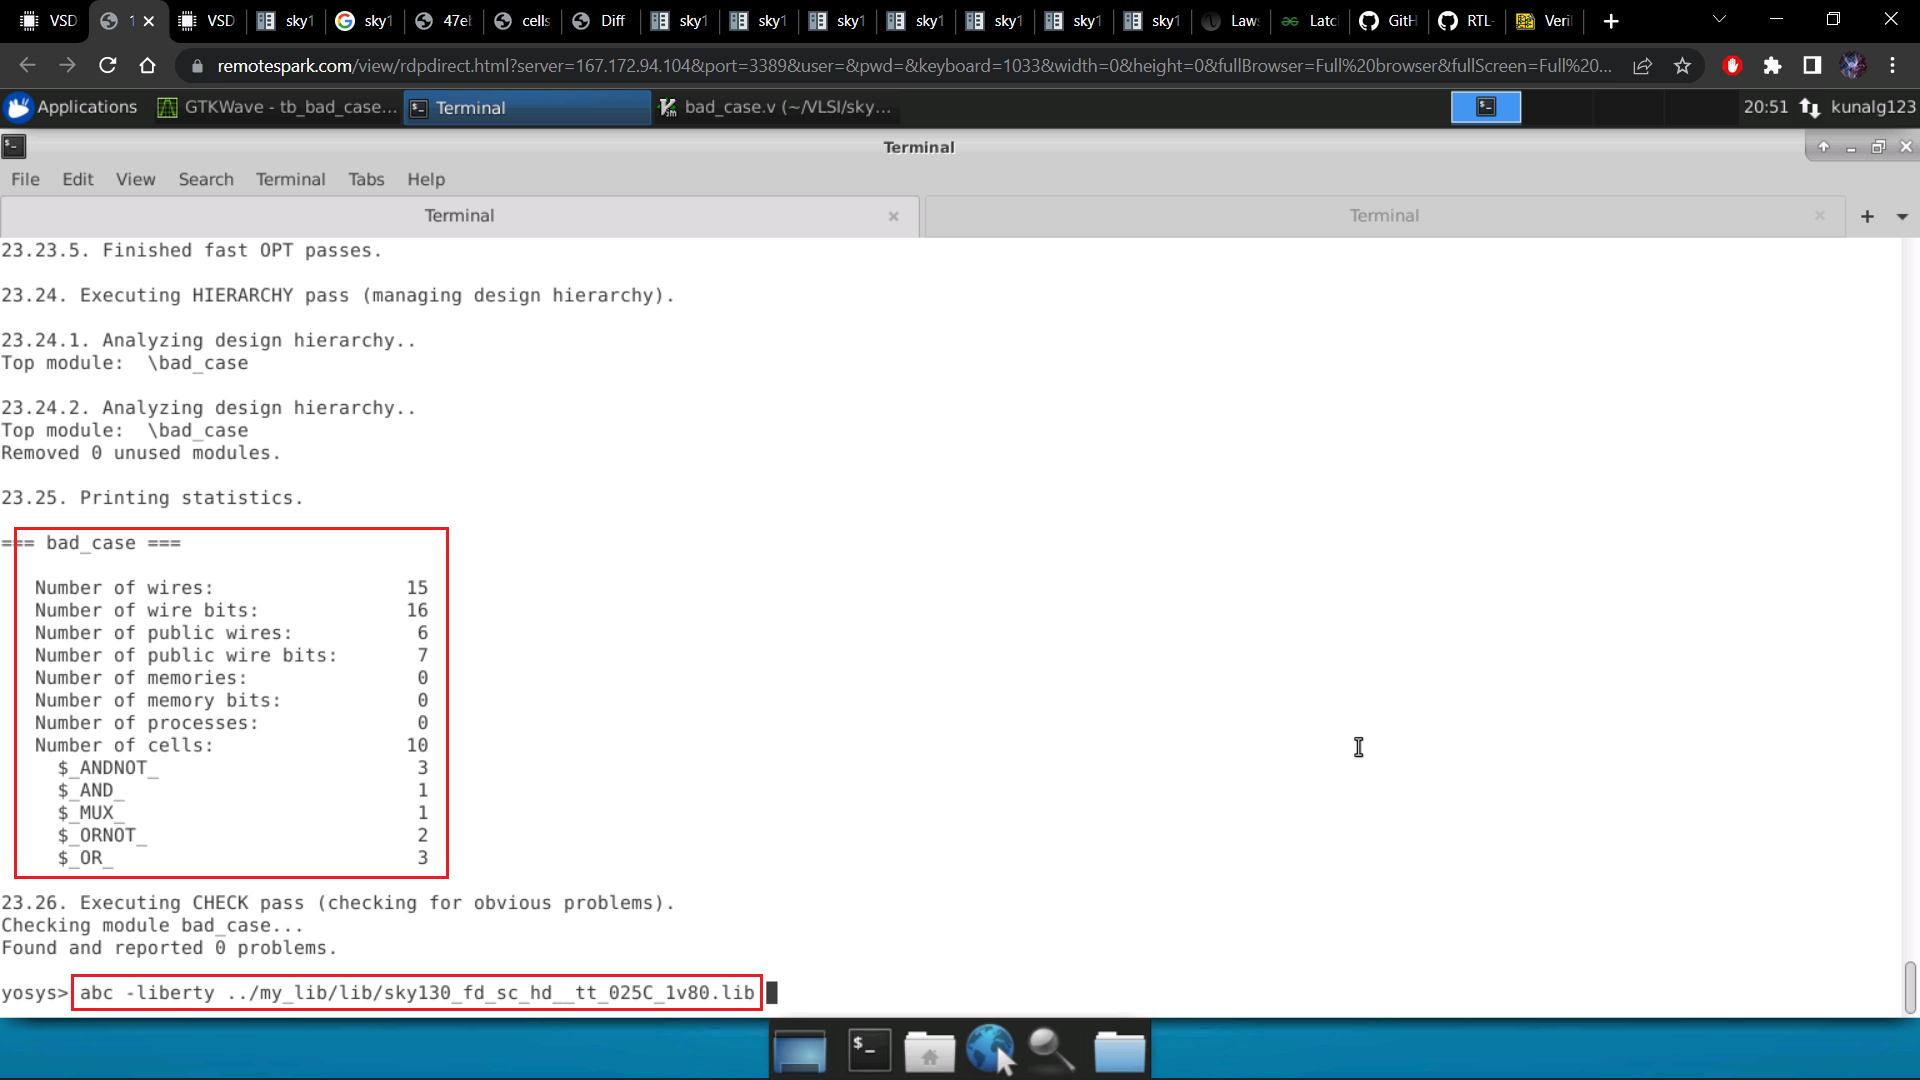 VSD
1
VSD
sky1
sky1
47el
cells
Diff
sky1
sky1
sky1
sky1
sky1
sky1
sky1
Law
Latc
GitH
RTL-
Veril
remotespark.com/view/rdpdirect.html?server=167.172.94.104&port=3389&user=&pwd=&keyboard=1033&width=0&height=0&fullBrowser=Full%20browser&fullScreen=Full%20...
Applications
GTKWave - tb_bad_case...
Terminal
bad_case.v (~/VLSI/sky...
20:51
kunalg123
Terminal
File Edit View Search Terminal Tabs Help
Terminal
Terminal
23.23.5. Finished fast OPT passes.
23.24. Executing HIERARCHY pass (managing design hierarchy).
23.24.1. Analyzing design hierarchy..
Top module:  \bad_case
23.24.2. Analyzing design hierarchy..
Top module:  \bad_case
Removed 0 unused modules.
23.25. Printing statistics.
=== bad_case ===
Number of wires: 15
Number of wire bits: 16
Number of public wires: 6
Number of public wire bits: 7
Number of memories: 0
Number of memory bits: 0
Number of processes: 0
Number of cells: 10
$_ANDNOT_ 3
$_AND_ 1
$_MUX_ 1
$_ORNOT_ 2
$_OR_ 3
23.26. Executing CHECK pass (checking for obvious problems).
Checking module bad_case...
Found and reported 0 problems.
yosys> abc -liberty ../my_lib/lib/sky130_fd_sc_hd__tt_025C_1v80.lib